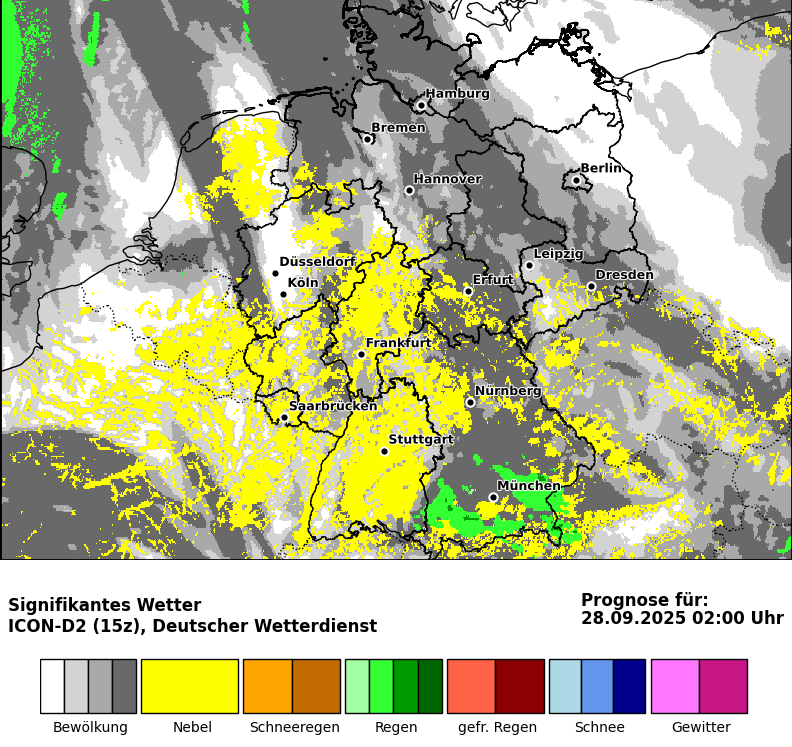 Hamburg
Bremen
Berlin
Hannover
Leipzig
Düsseldorf
Dresden
Köln
Erfurt
Frankfurt
Nürnberg
Saarbrücken
Stuttgart
München
Signifikantes Wetter
ICON-D2 (15z), Deutscher Wetterdienst
Prognose für:
28.09.2025 02:00 Uhr
Bewölkung Nebel Schneeregen Regen gefr. Regen Schnee Gewitter